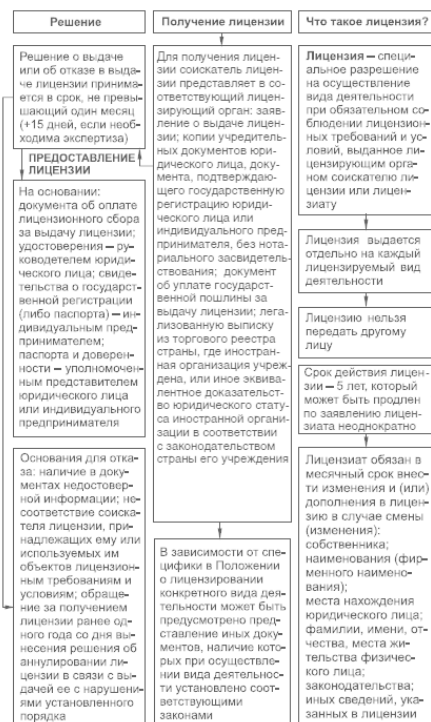 Решение
Решение о выдаче
или об отказе в выда-
че лицензии принима-
ется в срок, не превы-
шающий один месяц
(+15 дней, если необ-
ходима экспертиза)
ПРЕДОСТАВЛЕНИЕ
ЛИЦЕНЗИИ
На основании:
документа об оплате
лицензионного сбора
за выдачу лицензии;
удостоверения — ру-
ководетелем юриди-
ческого лица; свиде-
тельства о государст-
венной регистрации
(либо паспорта) — ин-
дивидуальным пред-
принимателем;
паспорта и доверен-
ности — уполномочен-
ным представителем
юридического лица
или индивидуального
предпринимателя
Основания для отка-
за: наличие в доку-
ментах недостовер-
ной информации; не-
соответствие соиска-
теля лицензии, при-
надлежащих ему или
используемых им
объектов лицензион-
ным требованиям и
условиям; обраще-
ние за получением
лицензии ранее од-
ного года со дня вы-
несения решения об
аннулировании ли-
цензии в связи с вы-
дачей ее с нарушени-
ями установленного
порядка
Получение лицензии
Для получения лицен-
зии соискатель лицен-
зии представляет в со-
ответствующий лицен-
зирующий орган: заяв-
ление о выдаче лицен-
зии; копии учредитель-
ных документов юри-
дического лица, доку-
мента, подтверждаю-
щего государственную
регистрацию юриди-
ческого лица или
индивидуального пред-
принимателя, без нота-
риального засвидетель-
ствования; документ
об уплате государст-
венной пошлины за
выдачу лицензии; лега-
лизованную выписку
из торгового реестра
страны, где иностран-
ная организация учреж-
дена, или иное эквива-
лентное доказательст-
во юридического стату-
са иностранной органи-
зации в соответствии
с законодательством
страны его учреждения
В зависимости от спе-
цифики в Положении
о лицензировании
конкретного вида дея-
тельности может быть
предусмотрено пред-
ставление иных доку-
ментов, наличие кото-
рых при осуществле-
нии вида деятельнос-
ти установлено соот-
ветствующими
законами
Что такое лицензия?
Лицензия — специ-
альное разрешение
на осуществление
вида деятельности
при обязательном со-
блюдении лицензион-
ных требований и ус-
ловий, выданное ли-
цензирующим орга-
ном соискателю ли-
цензии или лицен-
зиату
Лицензия выдается
отдельно на каждый
лицензируемый вид
деятельности
Лицензию нельзя
передать другому
лицу
Срок действия лицен-
зии — 5 лет, который
может быть продлен
по заявлению лицен-
зиата неоднократно
Лицензиат обязан в
месячный срок внес-
ти изменения и (или)
дополнения в лицен-
зию в случае смены
(изменения):
собственника;
наименования (фир-
менного наимено-
вания);
места нахождения
юридического лица;
фамилии, имени, от-
чества, места жи-
тельства физичес-
кого лица;
законодательства;
иных сведений, ука-
занных в лицензии